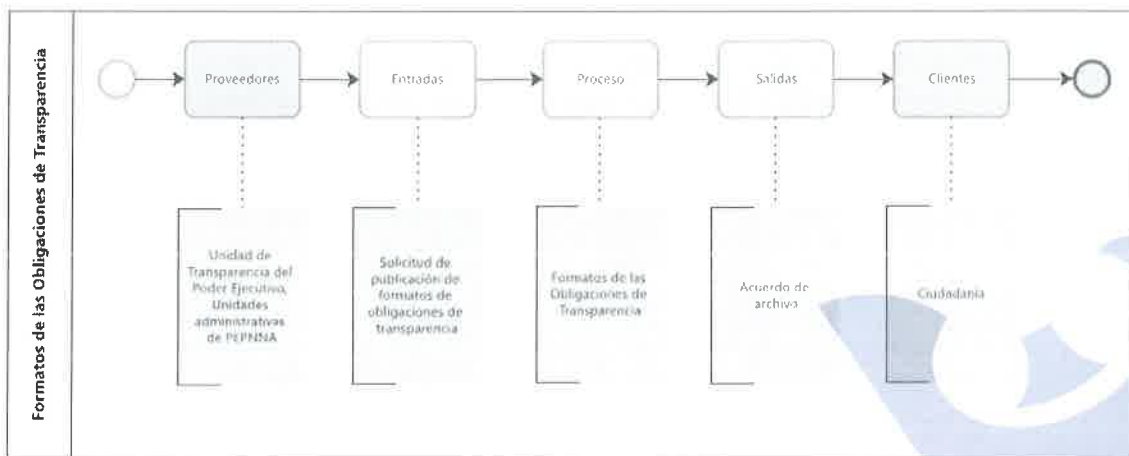 Formatos de las Obligaciones de Transparencia
Proveedores
Entradas
Proceso
Salidas
Clientes
Unidad de
Transparencia del
Poder Ejecutivo,
Unidades
administrativas
de PEPNNA
Solicitud de
publicación de
formatos de
obligaciones de
transparencia
Formatos de las
Obligaciones de
Transparencia
Acuerdo de
archivo
Ciudadanía